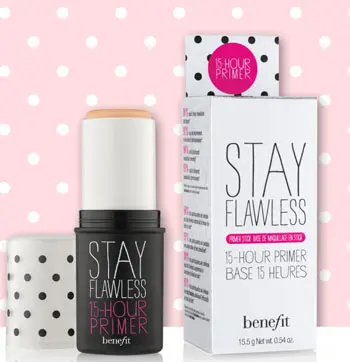 15-HOUR
PRIMER
STAY
FLAWLESS
15-HOUR
PRIMER
benefit
STAY
FLAWLESS
PRIMER STICK BASE DE MAQUILLAGE EN STICK
15-HOUR PRIMER
BASE 15 HEURES
benefit
15.5 g Net wt. 0.54 oz.